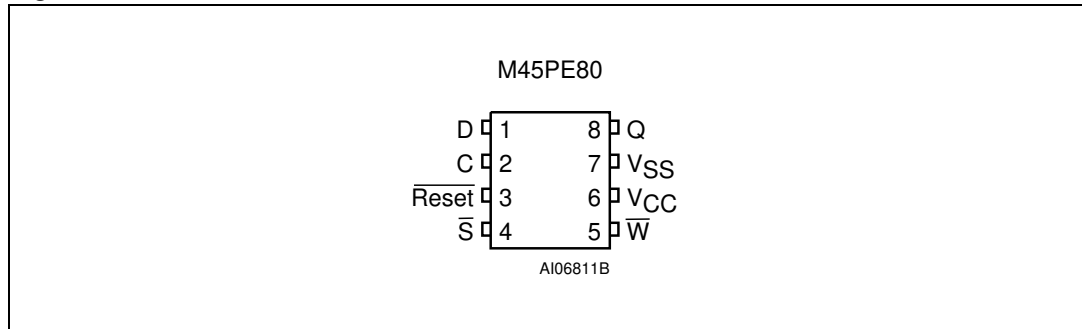 M45PE80
D 1 8 Q
C 2 7 VSS
Reset 3 6 VCC
S 4 5 W
AI06811B